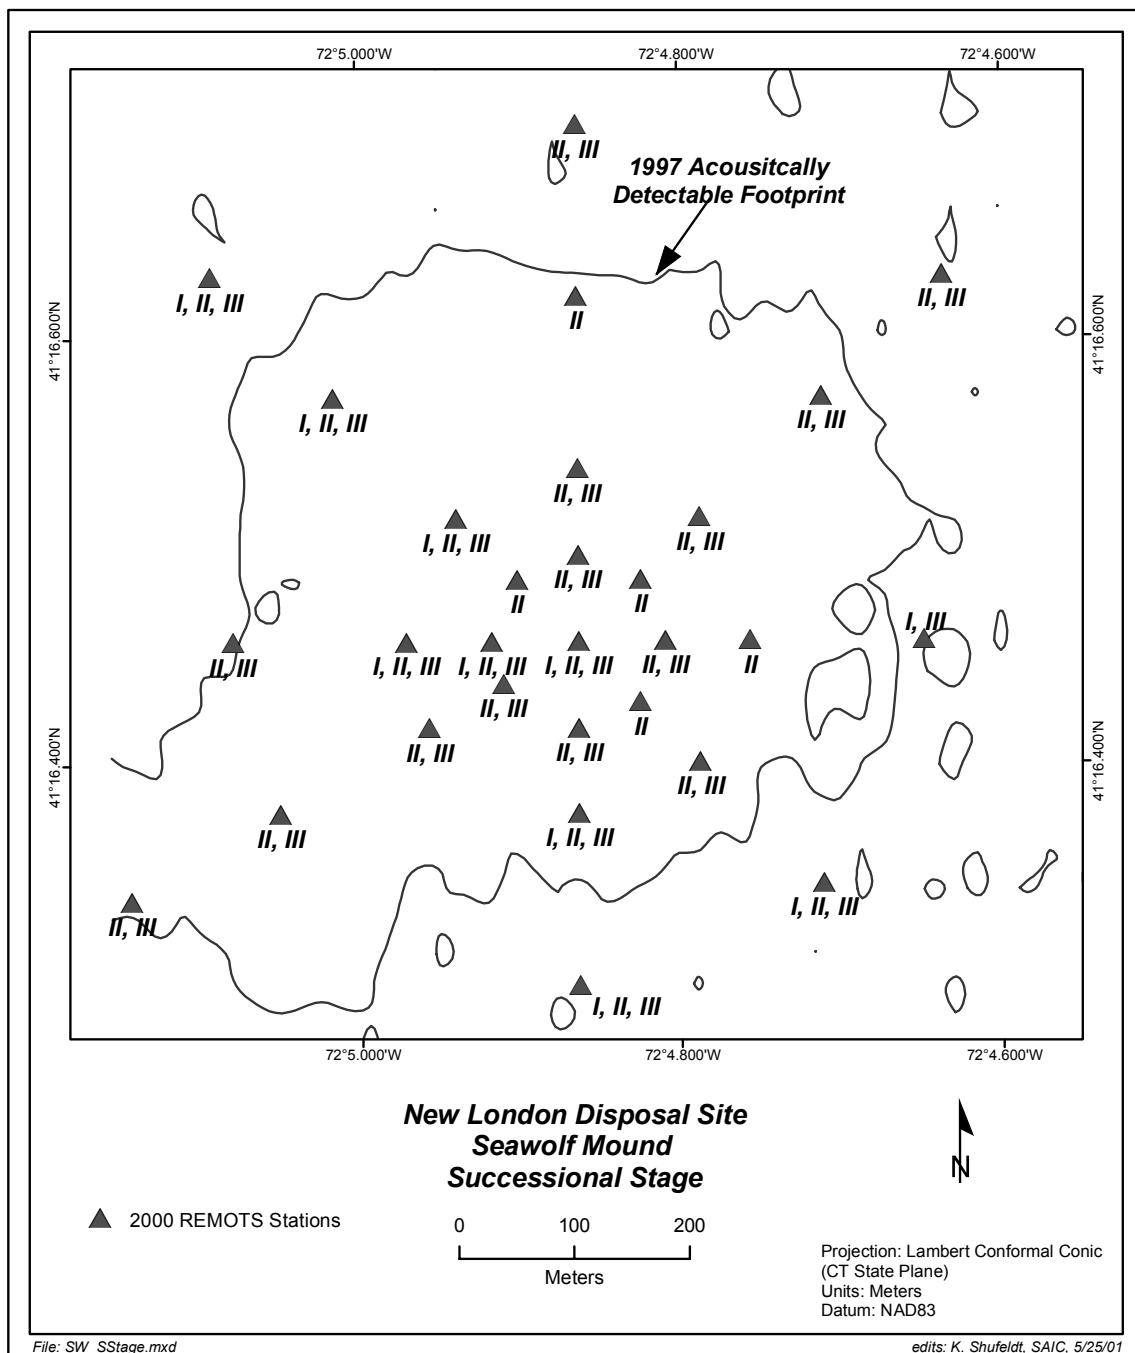 72°5.000'W
72°4.800'W
72°4.600'W
II, III
1997 Acousitcally
Detectable Footprint
I, II, III
II, III
II
41°16.600'N
41°16.600'N
I, II, III
II, III
II, III
I, II, III
II, III
II, III
II
II
I, III
II, III
I, II, III
I, II, III
I, II, III
II, III
II
II, III
II
II, III
II, III
II, III
41°16.400'N
41°16.400'N
II, III
I, II, III
I, II, III
II, III
I, II, III
72°5.000'W
72°4.800'W
72°4.600'W
New London Disposal Site
Seawolf Mound
Successional Stage
N
2000 REMOTS Stations
0 100 200
Meters
Projection: Lambert Conformal Conic
(CT State Plane)
Units: Meters
Datum: NAD83
File: SW_SStage.mxd
edits: K. Shufeldt, SAIC, 5/25/01